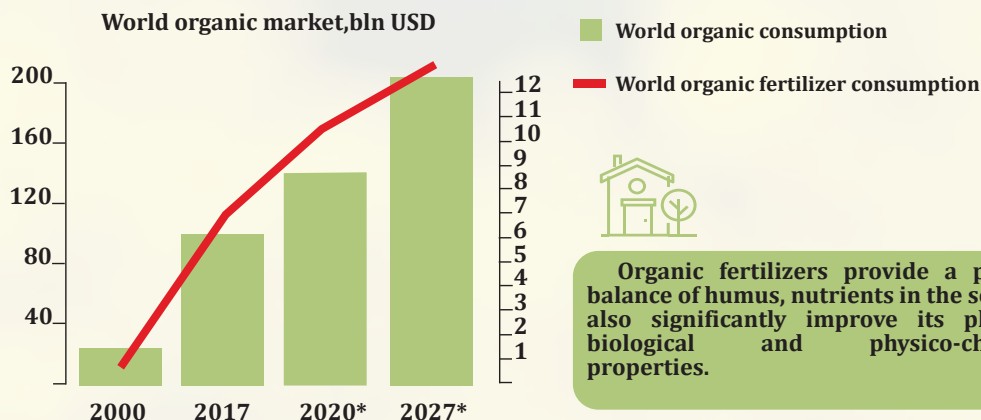 World organic market,bln USD
World organic consumption
World organic fertilizer consumption
200
160
120
80
40
12
11
10
9
8
7
6
5
4
3
2
1
2000 2017 2020* 2027*
Organic fertilizers provide a
balance of humus, nutrients in the
also significantly improve its
biological and
properties.